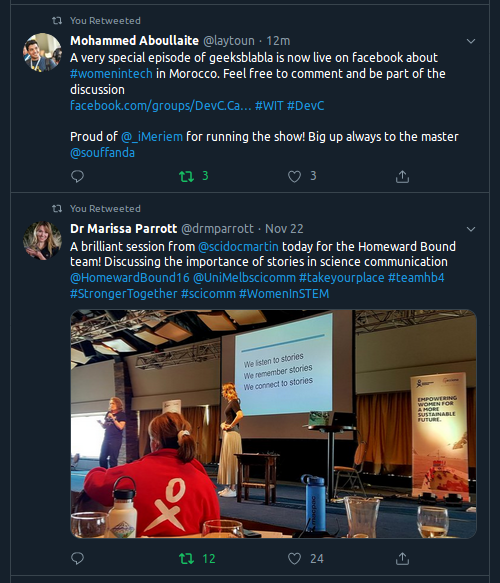 You Retweeted
Mohammed Aboullaite @laytoun · 12m
A very special episode of geeksblabla is now live on facebook about
#womenintech in Morocco. Feel free to comment and be part of the
discussion
facebook.com/groups/DevC.Ca... #WIT #DevC
Proud of @_iMeriem for running the show! Big up always to the master
@souffanda
3
3
You Retweeted
Dr Marissa Parrott @drmparrott · Nov 22
A brilliant session from @scidocmartin today for the Homeward Bound
team! Discussing the importance of stories in science communication
@HomewardBound16 @UniMelbscicomm #takeyourplace #teamhb4
#StrongerTogether #scicomm #WomenInSTEM
We listen to stories
We remember stories
We connect to stories
EMPOWERING
WOMEN FOR
A MORE
SUSTAINABLE
FUTURE.
12
24